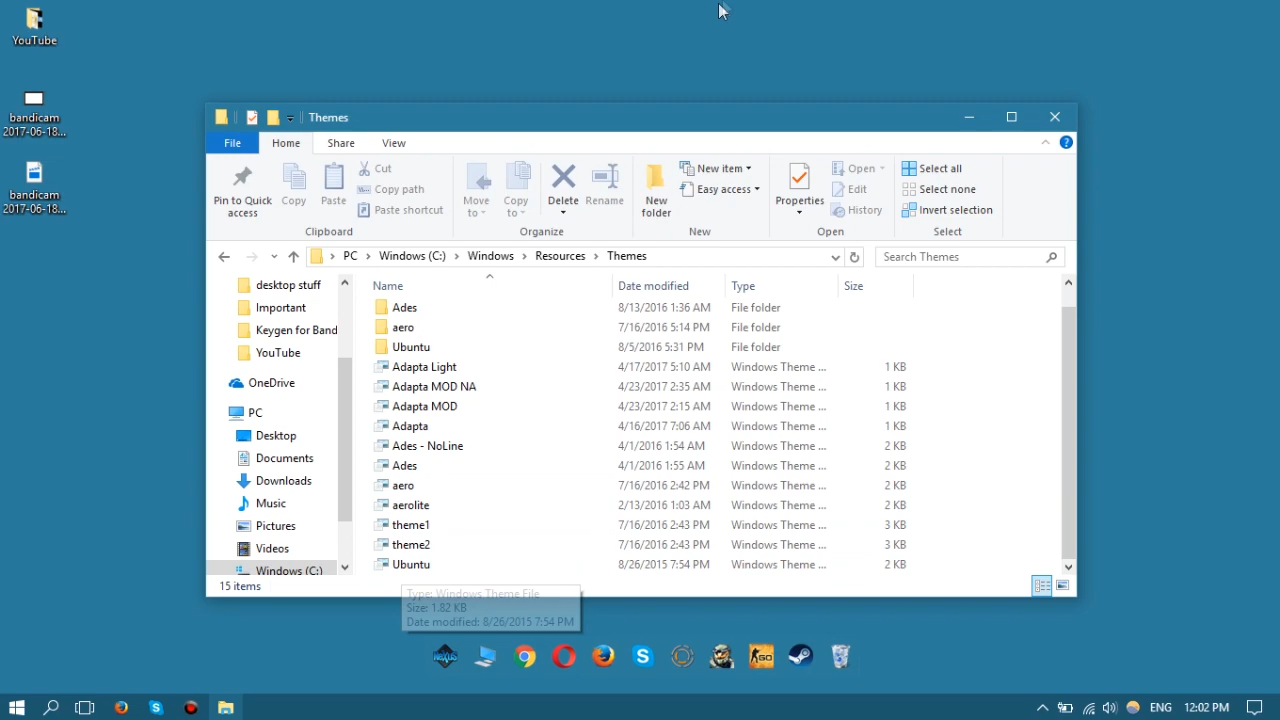 YouTube
bandicam
2017-06-18...
bandicam
2017-06-18...
Themes
File
Home
Share
View
Pin to Quick
access
Copy
Paste
Cut
Copy path
Paste shortcut
Clipboard
Move
to
Copy
to
Delete
Rename
Organize
New
folder
New item
Easy access
New
Properties
Open
Edit
History
Open
Select all
Select none
Invert selection
Select
PC
Windows (C:)
Windows
Resources
Themes
Search Themes
desktop stuff
Important
Keygen for Band
YouTube
OneDrive
PC
Desktop
Documents
Downloads
Music
Pictures
Videos
Windows (C:)
Name Date modified Type Size
Ades 8/13/2016 1:36 AM File folder
aero 7/16/2016 5:14 PM File folder
Ubuntu 8/5/2016 5:31 PM File folder
Adapta Light 4/17/2017 5:10 AM Windows Theme ... 1 KB
Adapta MOD NA 4/23/2017 2:35 AM Windows Theme ... 1 KB
Adapta MOD 4/23/2017 2:15 AM Windows Theme ... 1 KB
Adapta 4/16/2017 7:06 AM Windows Theme ... 1 KB
Ades - NoLine 4/1/2016 1:54 AM Windows Theme ... 2 KB
Ades 4/1/2016 1:55 AM Windows Theme ... 2 KB
aero 7/16/2016 2:42 PM Windows Theme ... 2 KB
aerolite 2/13/2016 1:03 AM Windows Theme ... 2 KB
theme1 7/16/2016 2:43 PM Windows Theme ... 3 KB
theme2 7/16/2016 2:43 PM Windows Theme ... 3 KB
Ubuntu 8/26/2015 7:54 PM Windows Theme ... 2 KB
15 items
Type: Windows Theme File
Size: 1.82 KB
Date modified: 8/26/2015 7:54 PM
NEXUS
GO
ENG
12:02 PM